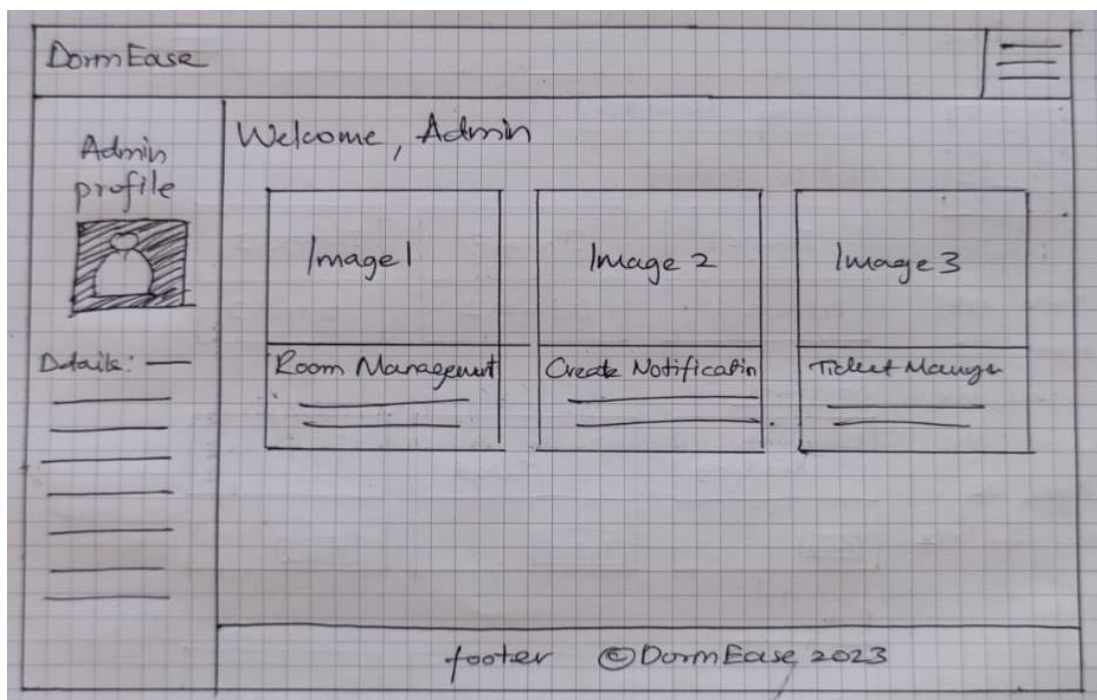 DormEase
Admin
profile
Details:
Welcome, Admin
Image 1
Room Management
Image 2
Create Notification
Image 3
Ticket Manager
footer ©DormEase 2023